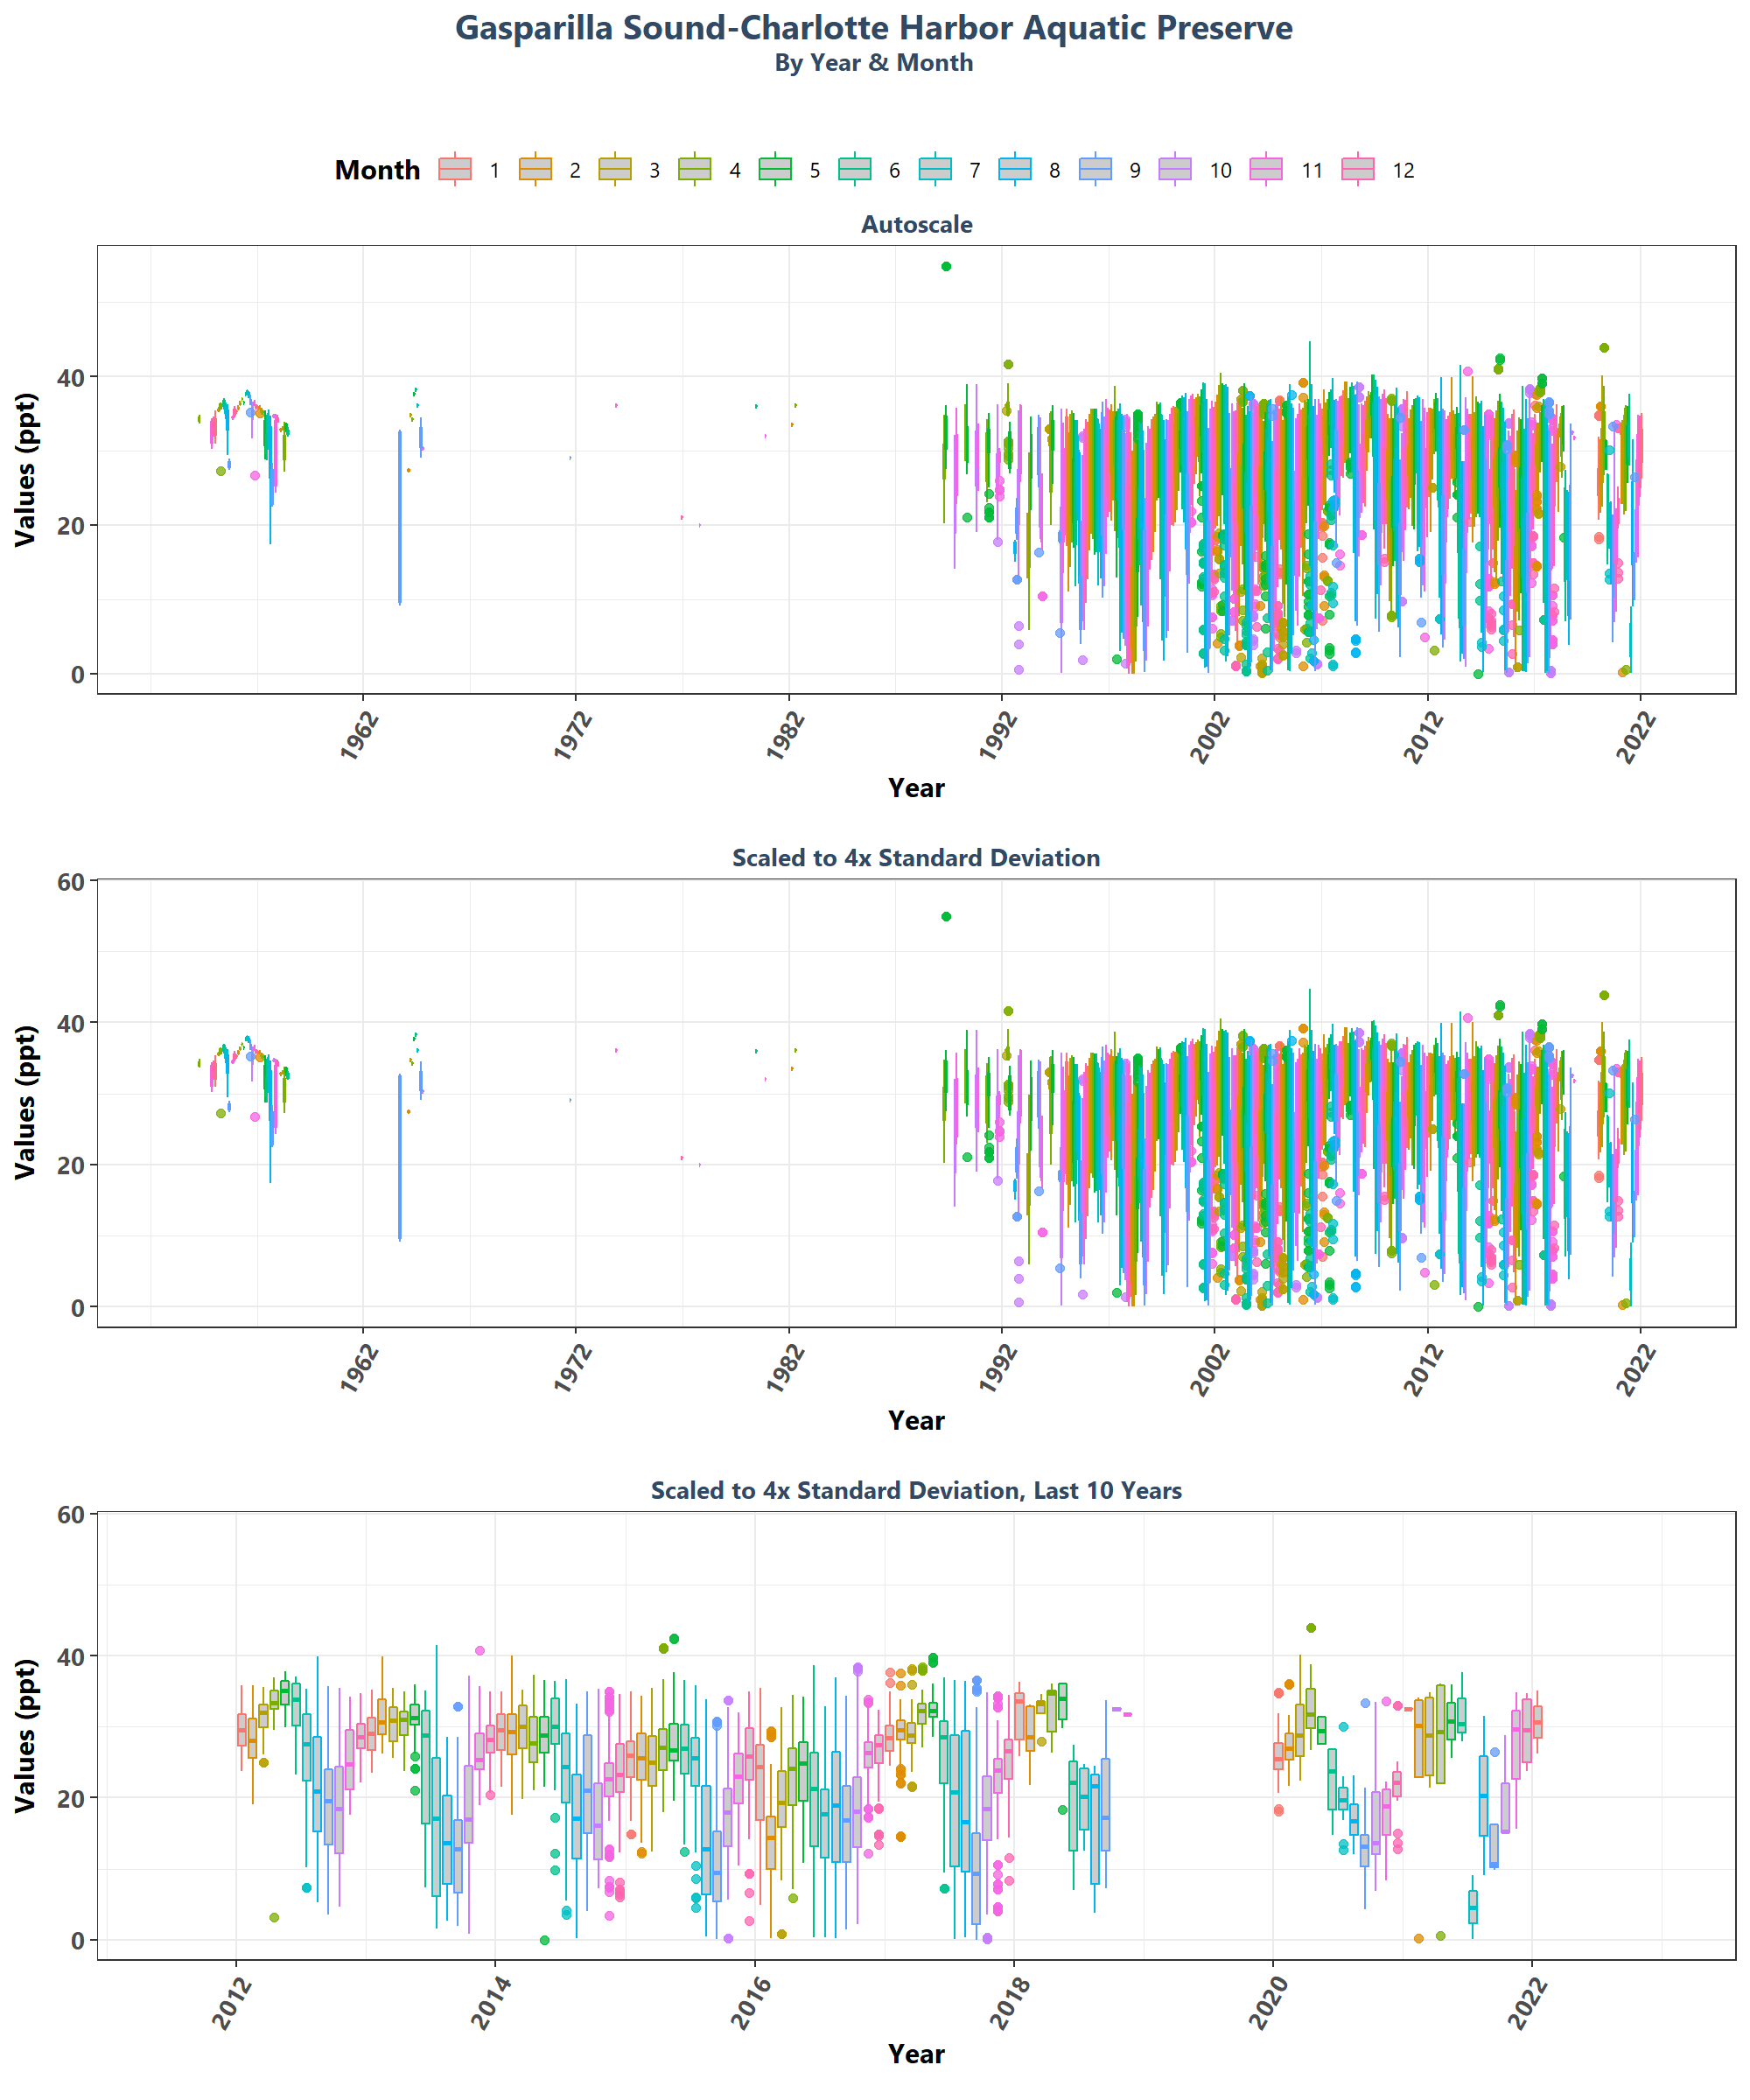 Gasparilla Sound-Charlotte Harbor Aquatic Preserve
By Year & Month
Month 1 2 3 4 5 6 7 8 9 10 11 12
Autoscale
Values (ppt)
40
20
0
1962 1972 1982 1992 2002 2012 2022
Year
Scaled to 4x Standard Deviation
Values (ppt)
60
40
20
0
1962 1972 1982 1992 2002 2012 2022
Year
Scaled to 4x Standard Deviation, Last 10 Years
Values (ppt)
60
40
20
0
2012 2014 2016 2018 2020 2022
Year